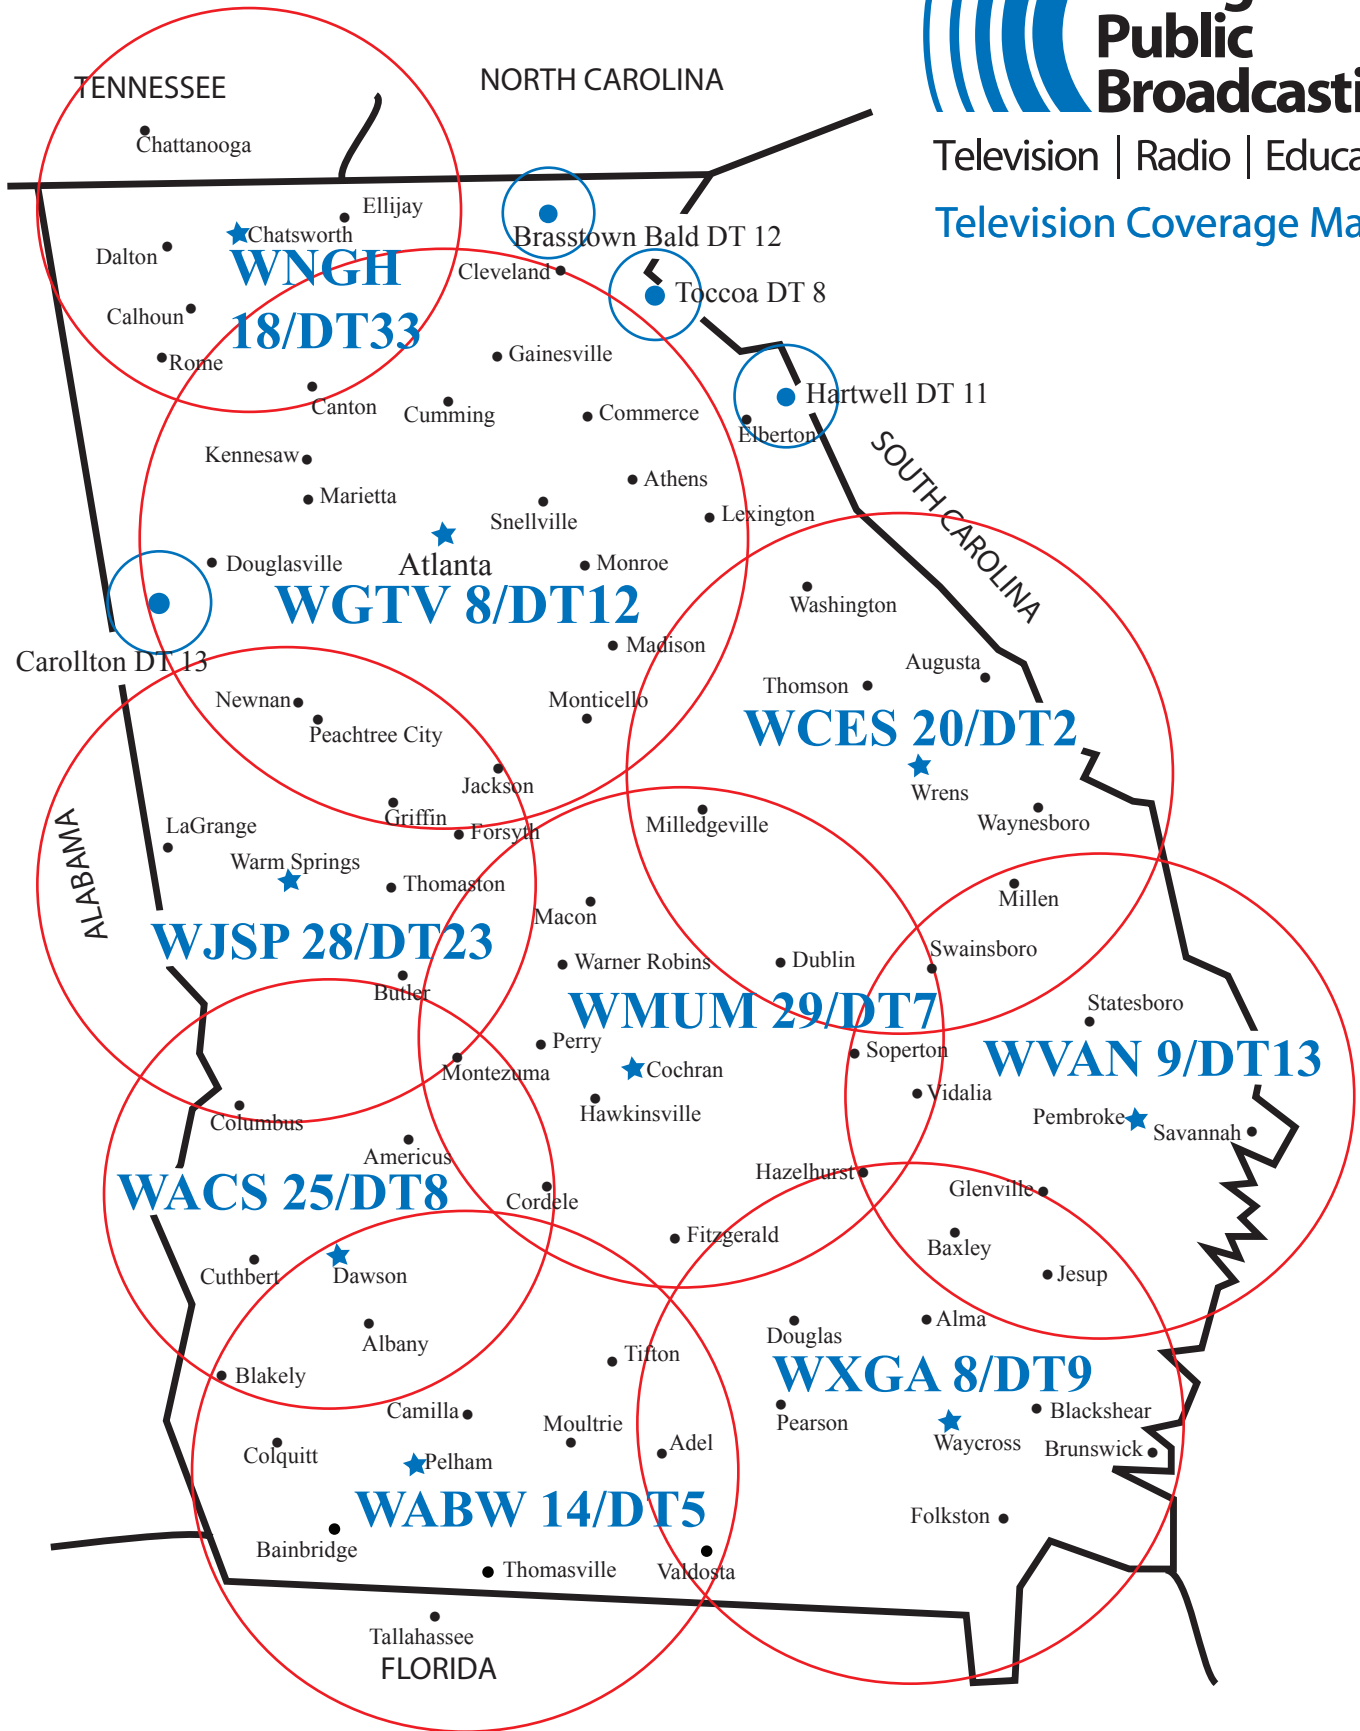 Public
Broadcasti
Television | Radio | Educa
Television Coverage Ma
TENNESSEE
NORTH CAROLINA
Chattanooga
Ellijay
Chatsworth
Dalton
WNGH
18/DT33
Brasstown Bald DT 12
Cleveland
Toccoa DT 8
Calhoun
Rome
Gainesville
Canton
Cumming
Commerce
Hartwell DT 11
Elberton
SOUTH CAROLINA
Kennesaw
Marietta
Athens
Snellville
Lexington
Atlanta
Douglasville
Monroe
WGTV 8/DT12
Washington
Carollton DT 13
Madison
Augusta
Thomson
Newnan
Monticello
Peachtree City
WCES 20/DT2
Jackson
Wrens
Griffin
Forsyth
Milledgeville
Waynesboro
LaGrange
ALABAMA
Warm Springs
Thomaston
Millen
Macon
WJSP 28/DT23
Swainsboro
Warner Robins
Dublin
Butler
WMUM 29/DT7
Statesboro
Perry
Soperton
WVAN 9/DT13
Montezuma
Cochran
Vidalia
Hawkinsville
Pembroke
Savannah
Columbus
Americus
Hazelhurst
Glenville
WACS 25/DT8
Cordele
Fitzgerald
Baxley
Cuthbert
Dawson
Jesup
Albany
Douglas
Alma
Tifton
Blakely
WXGA 8/DT9
Camilla
Moultrie
Pearson
Blackshear
Colquitt
Pelham
Adel
Waycross
Brunswick
WABW 14/DT5
Folkston
Bainbridge
Thomasville
Valdosta
Tallahassee
FLORIDA